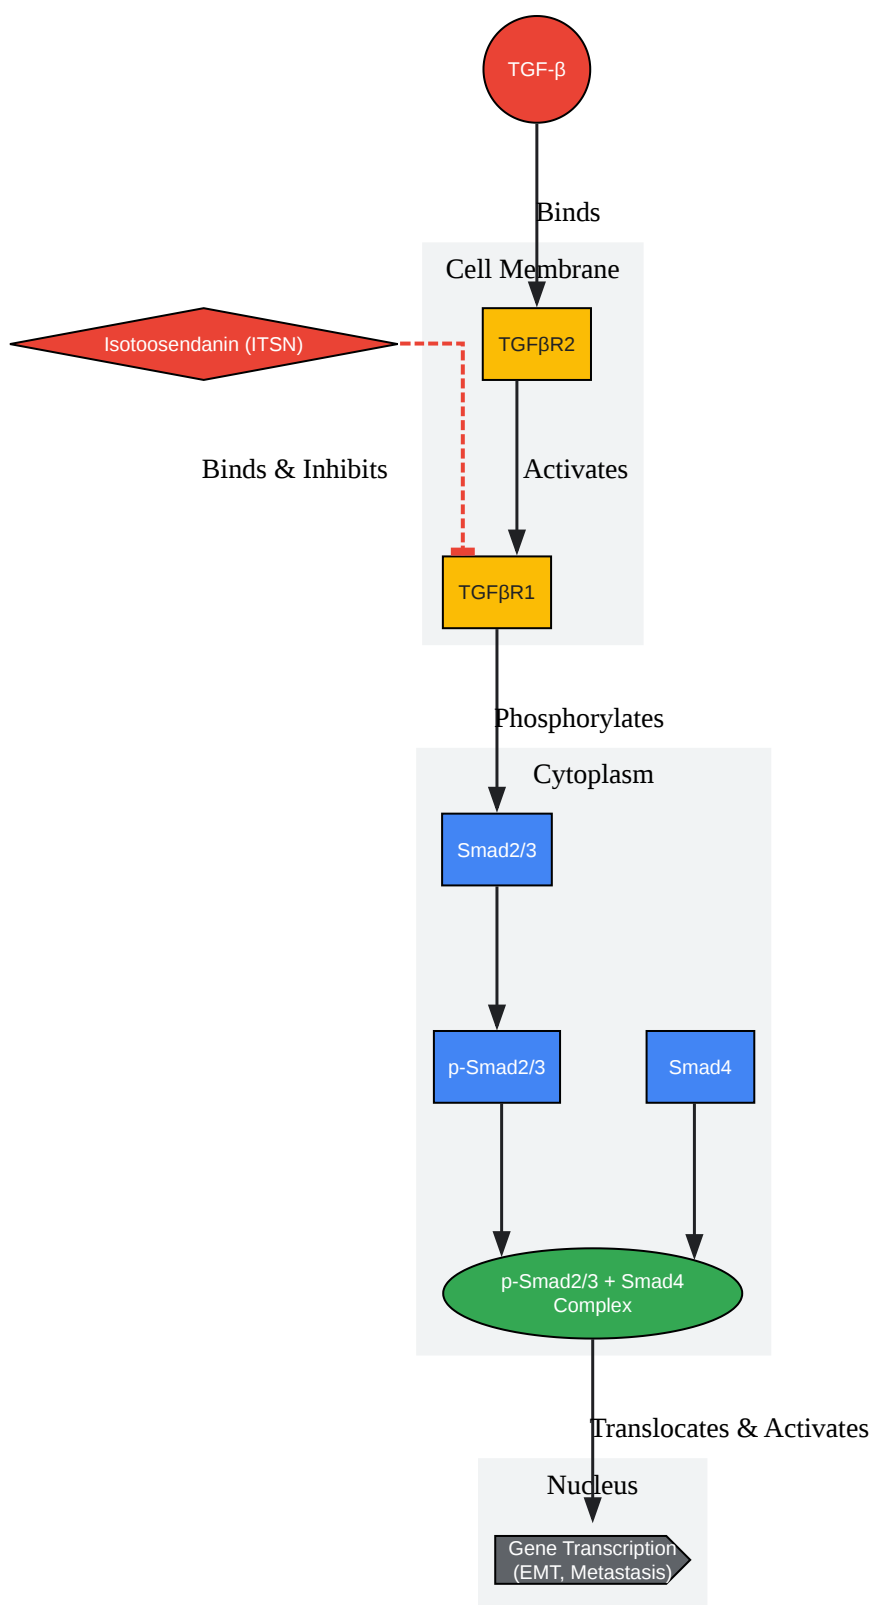 TGF-β
Binds
Cell Membrane
Isotoosendanin (ITSN)
TGFβR2
Binds & Inhibits
Activates
TGFβR1
Phosphorylates
Cytoplasm
Smad2/3
p-Smad2/3
Smad4
p-Smad2/3 + Smad4
Complex
Translocates & Activates
Nucleus
Gene Transcription
(EMT, Metastasis)